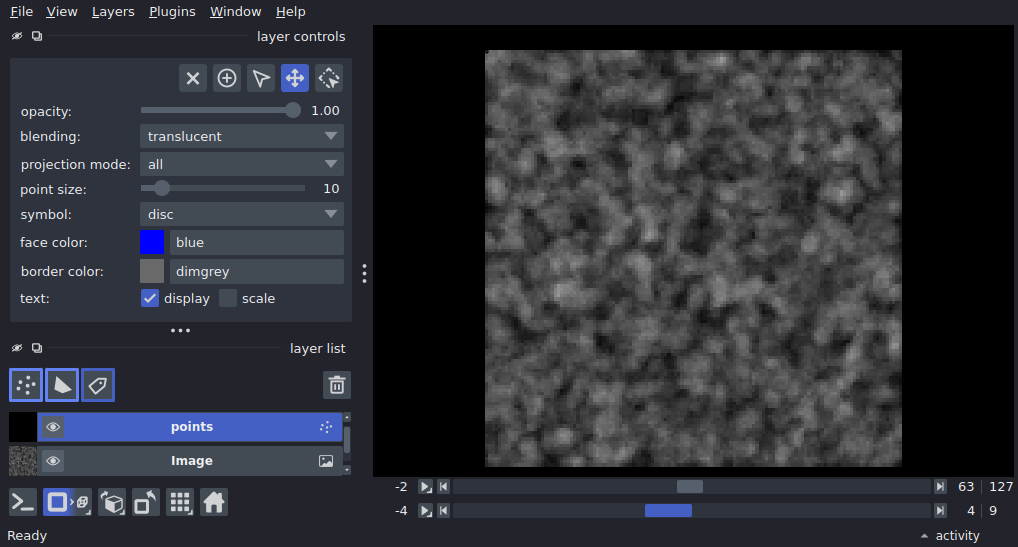 File View Layers Plugins Window Help
layer controls
opacity: 1.00
blending: translucent
projection mode: all
point size: 10
symbol: disc
face color: blue
border color: dimgrey
text: display scale
layer list
points
Image
-2 63 127
-4 4 9
Ready activity